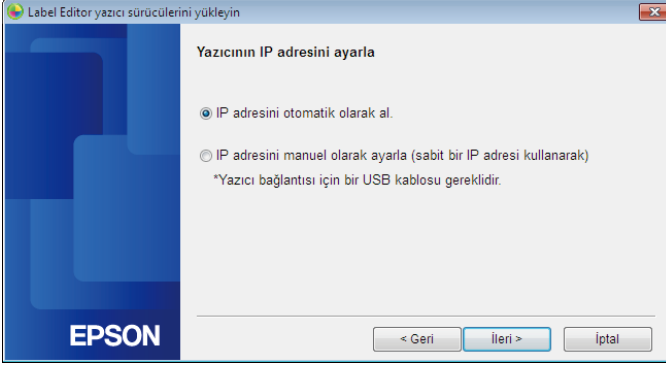 Label Editor yazıcı sürücülerini yükleyin
Yazıcının IP adresini ayarla
IP adresini otomatik olarak al.
IP adresini manuel olarak ayarla (sabit bir IP adresi kullanarak)
*Yazıcı bağlantısı için bir USB kablosu gereklidir.
EPSON
< Geri
İleri >
İptal